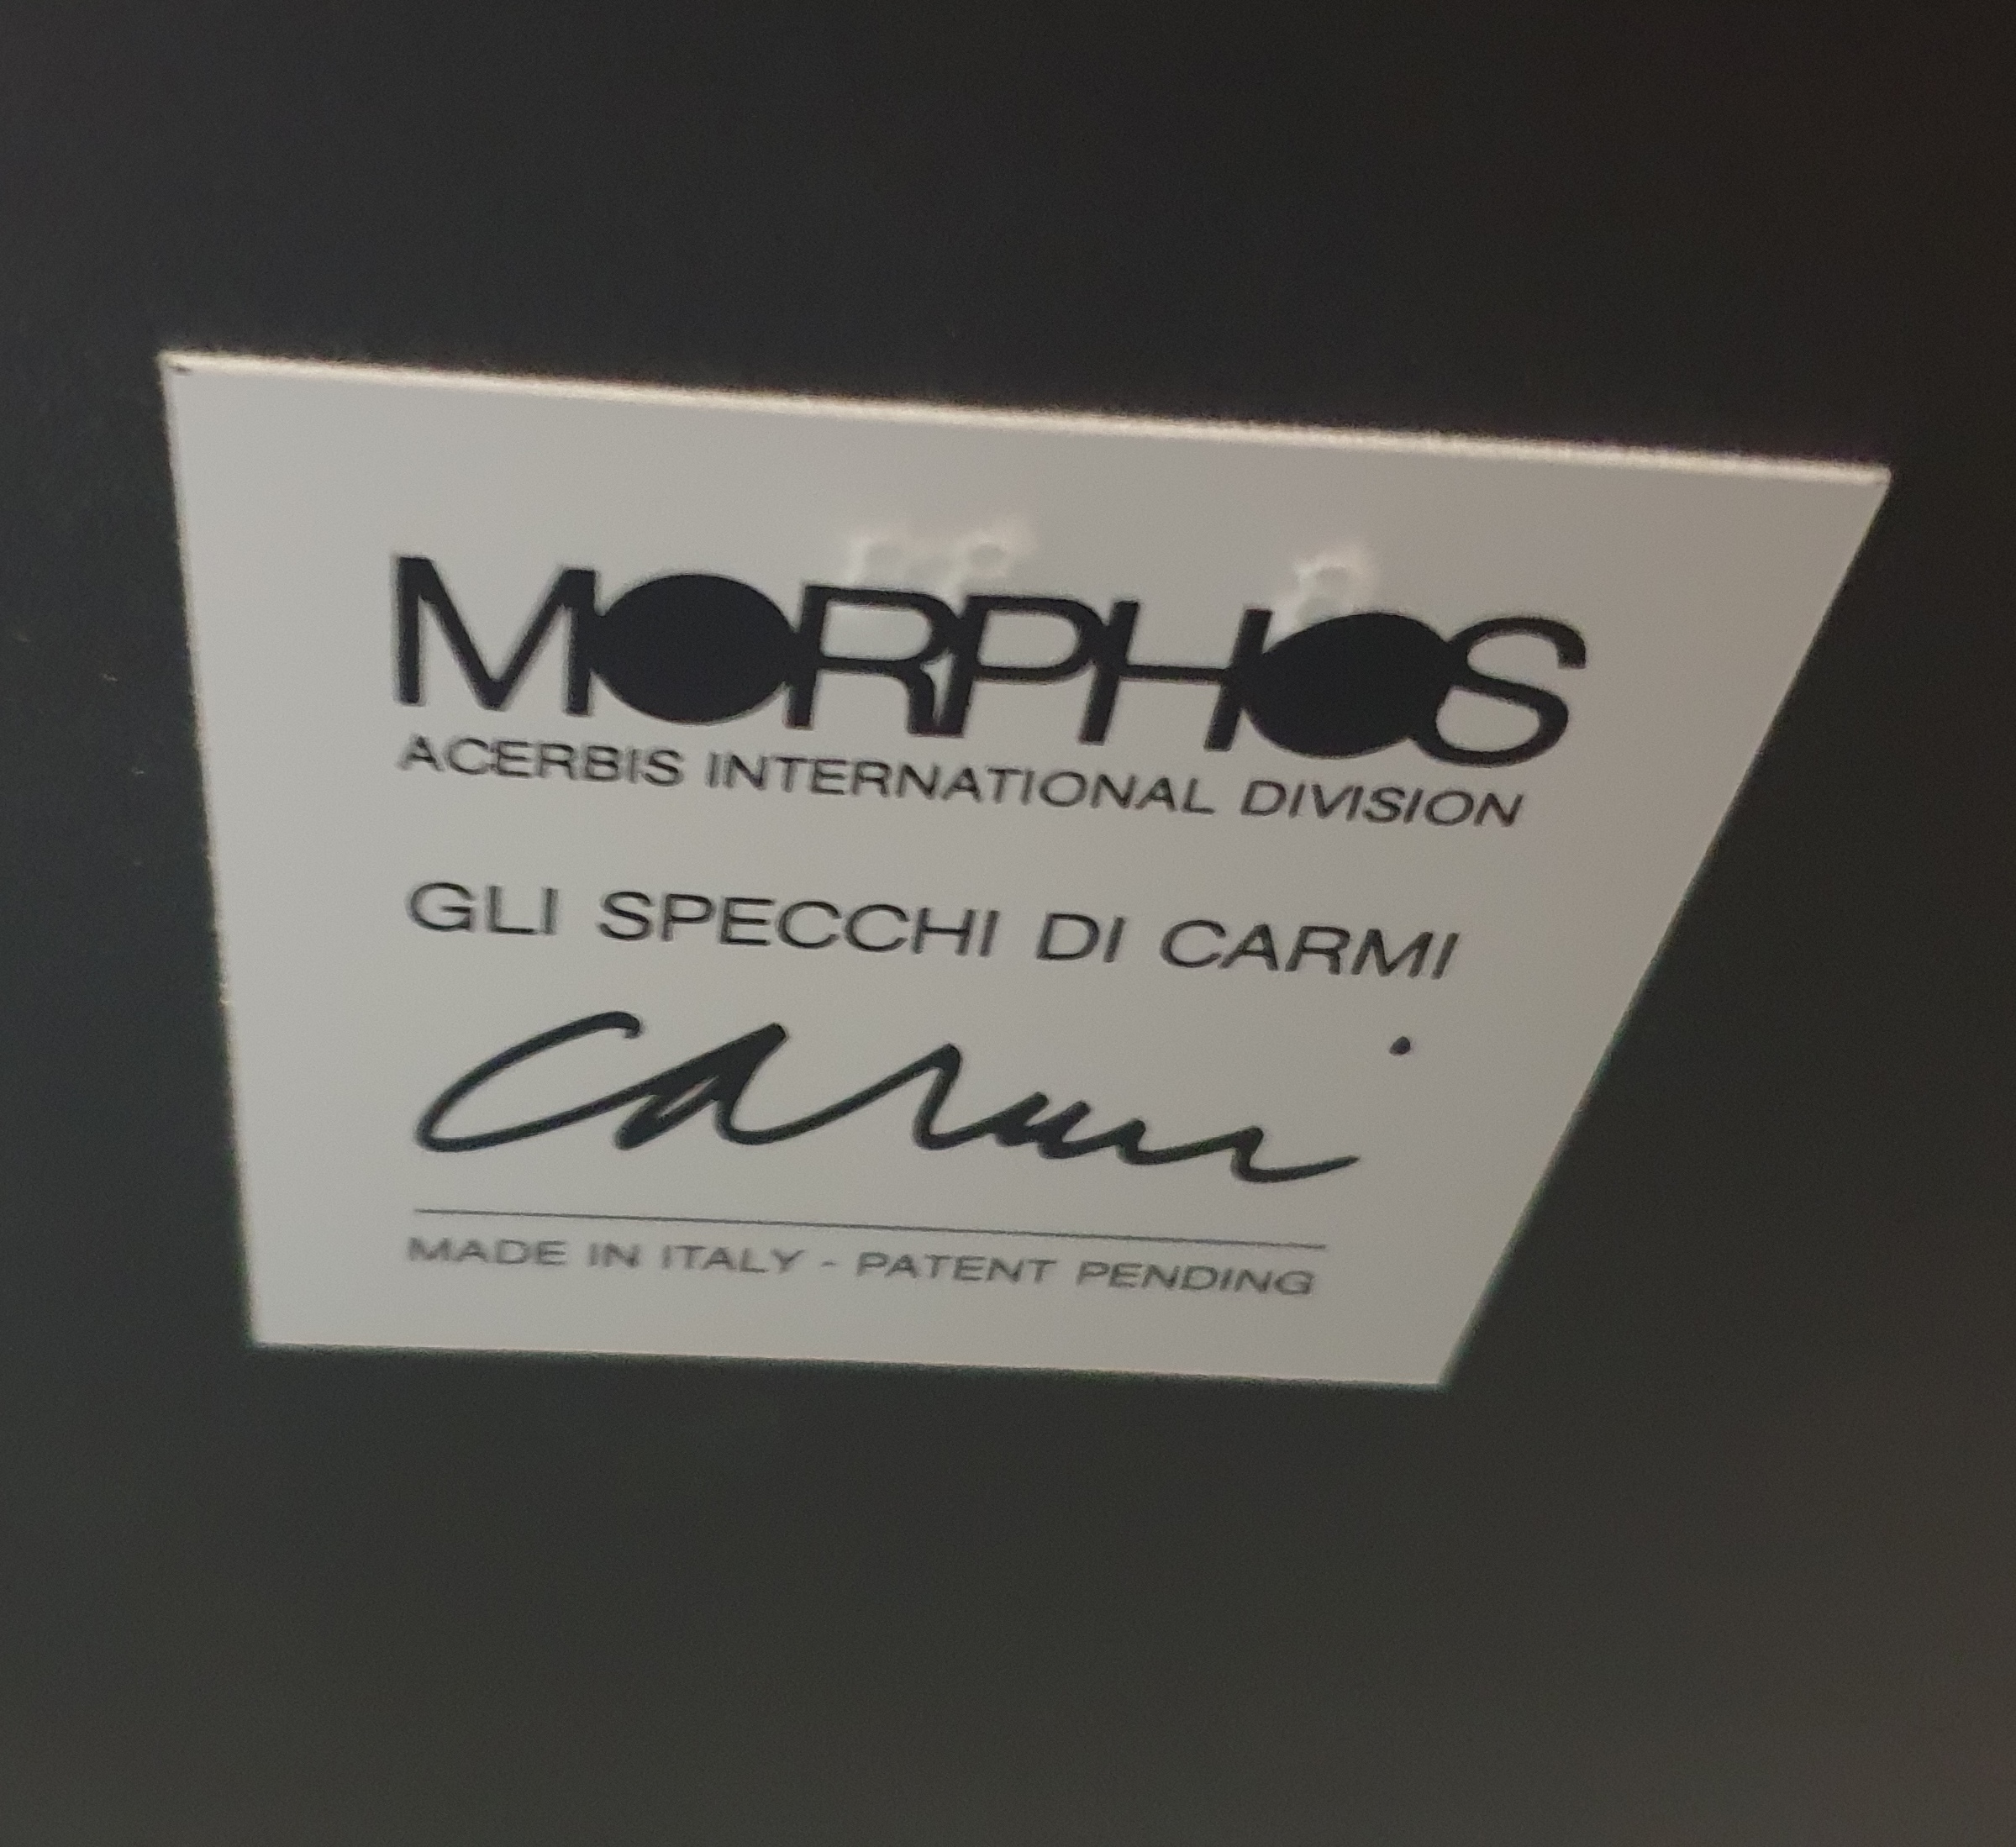 MORPHOS
ACERBIS INTERNATIONAL DIVISION
GLI SPECCHI DI CARMI
Carmi
MADE IN ITALY - PATENT PENDING